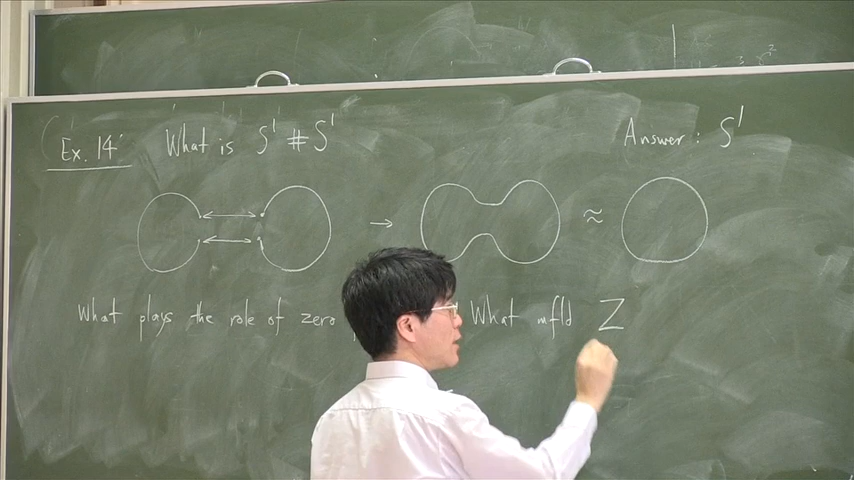 Ex. 14 What is S¹ # S¹ Answer: S¹
→ ≈
What plays the role of zero What mfld Z